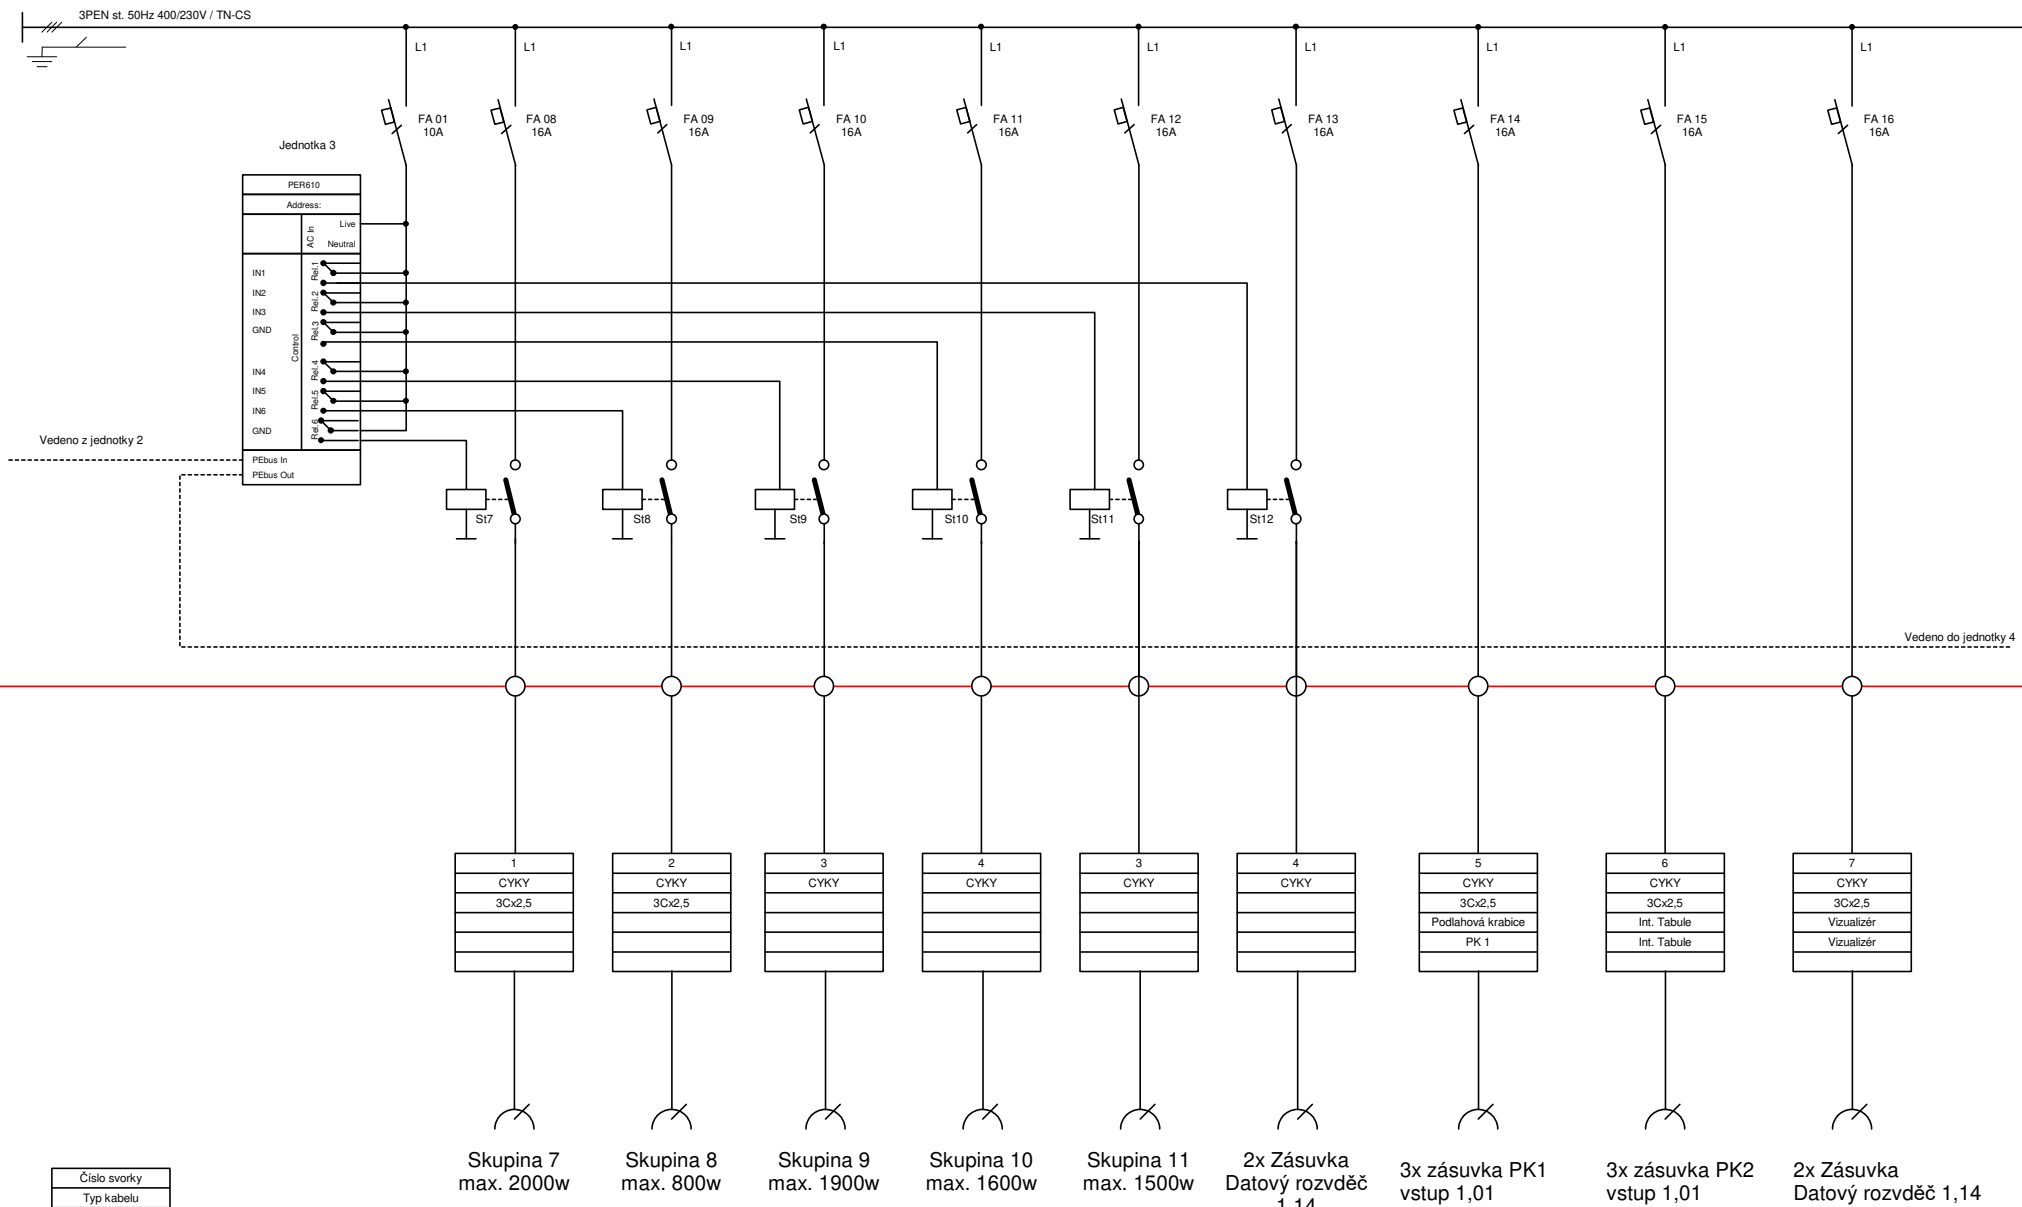 3PEN st. 50Hz 400/230V / TN-CS
L1
L1
L1
L1
L1
L1
L1
L1
L1
L1
FA 01
10A
FA 08
16A
FA 09
16A
FA 10
16A
FA 11
16A
FA 12
16A
FA 13
16A
FA 14
16A
FA 15
16A
FA 16
16A
Jednotka 3
PER610
Address:
AC In
Live
Neutral
Control
IN1
IN2
IN3
GND
IN4
IN5
IN6
GND
Rel.1
Rel.2
Rel.3
Rel.4
Rel.5
Rel.6
PEbus In
PEbus Out
Vedeno z jednotky 2
St7
St8
St9
St10
St11
St12
Vedeno do jednotky 4
1
CYKY
3Cx2,5
2
CYKY
3Cx2,5
3
CYKY
4
CYKY
3
CYKY
4
CYKY
5
CYKY
3Cx2,5
Podlahová krabice
PK 1
6
CYKY
3Cx2,5
Int. Tabule
Int. Tabule
7
CYKY
3Cx2,5
Vizualizér
Vizualizér
Skupina 7
max. 2000w
Skupina 8
max. 800w
Skupina 9
max. 1900w
Skupina 10
max. 1600w
Skupina 11
max. 1500w
2x Zásuvka
Datový rozvděč
1,14
3x zásuvka PK1
vstup 1,01
3x zásuvka PK2
vstup 1,01
2x Zásuvka
Datový rozvděč 1,14
Číslo svorky
Typ kabelu